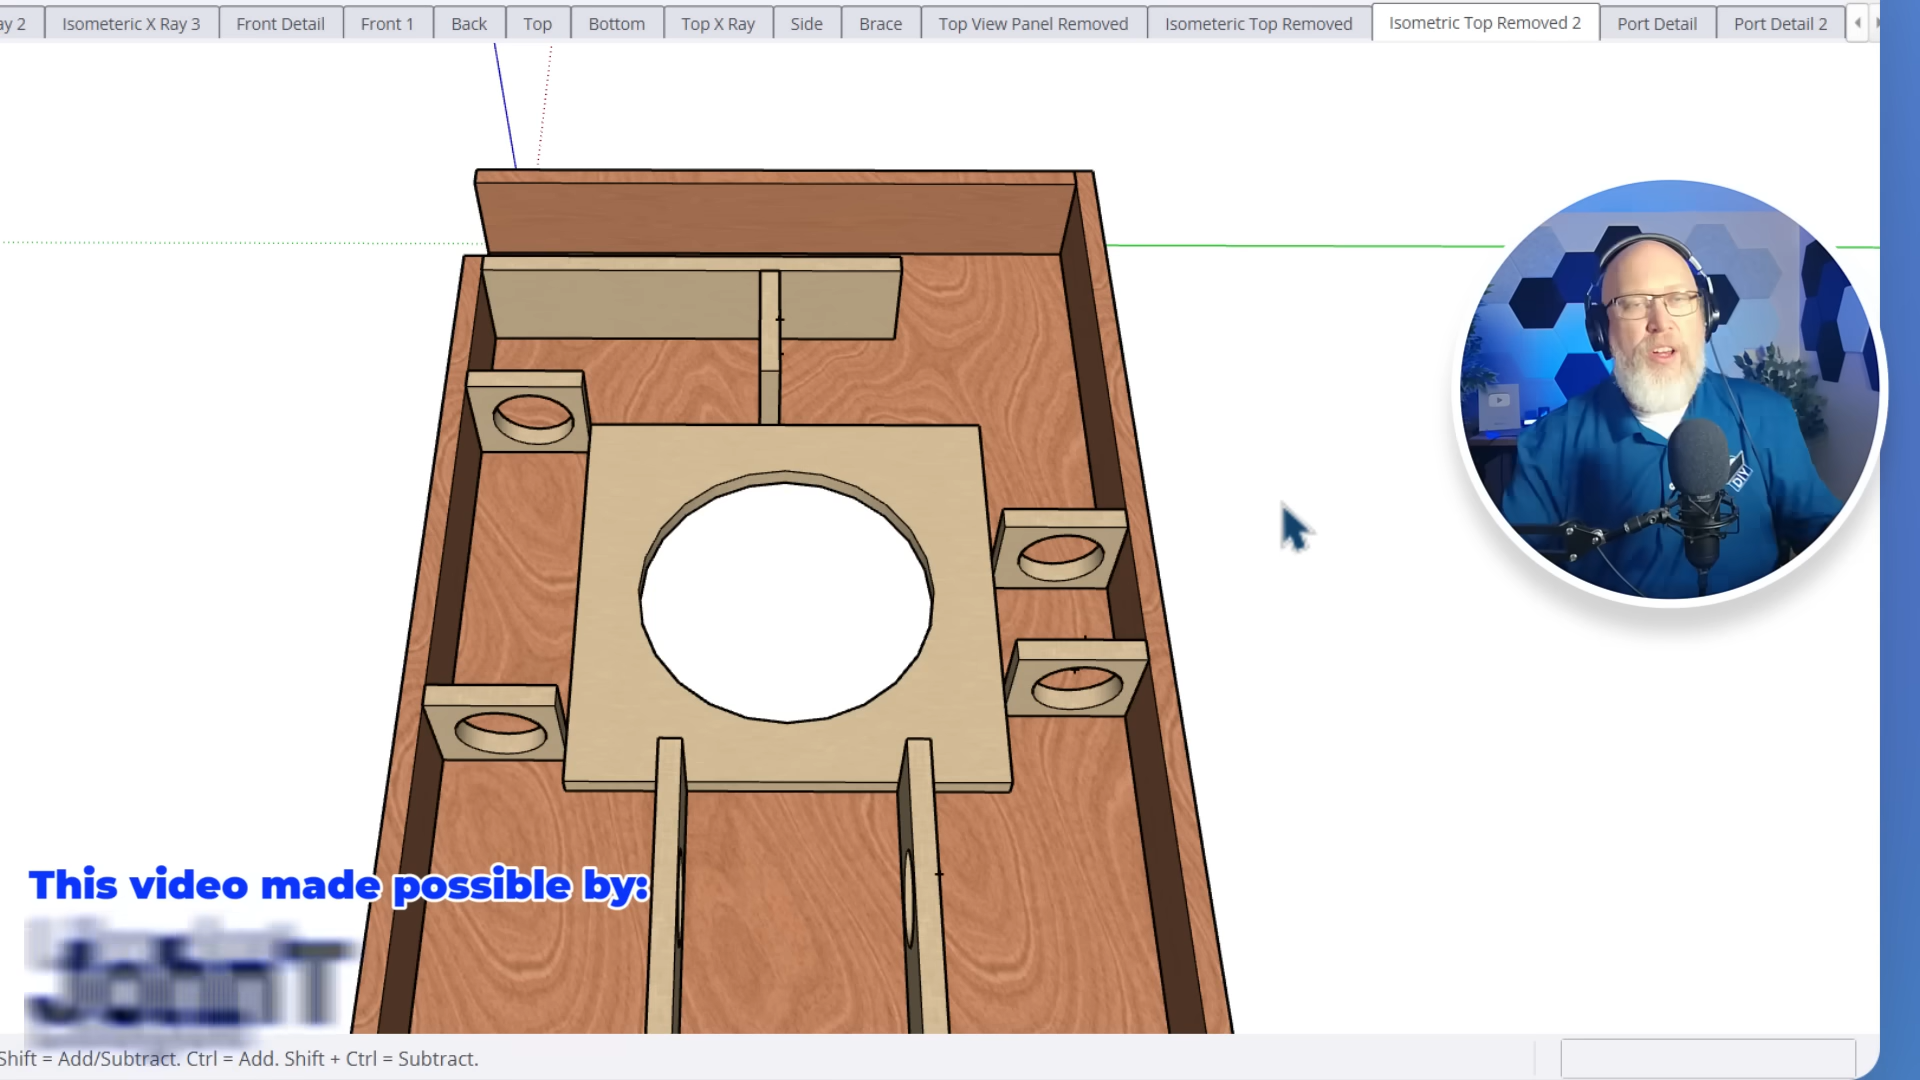 ay 2
Isometeric X Ray 3
Front Detail
Front 1
Back
Top
Bottom
Top X Ray
Side
Brace
Top View Panel Removed
Isometeric Top Removed
Isometric Top Removed 2
Port Detail
Port Detail 2
DIY
This video made possible by:
Shift = Add/Subtract. Ctrl = Add. Shift + Ctrl = Subtract.